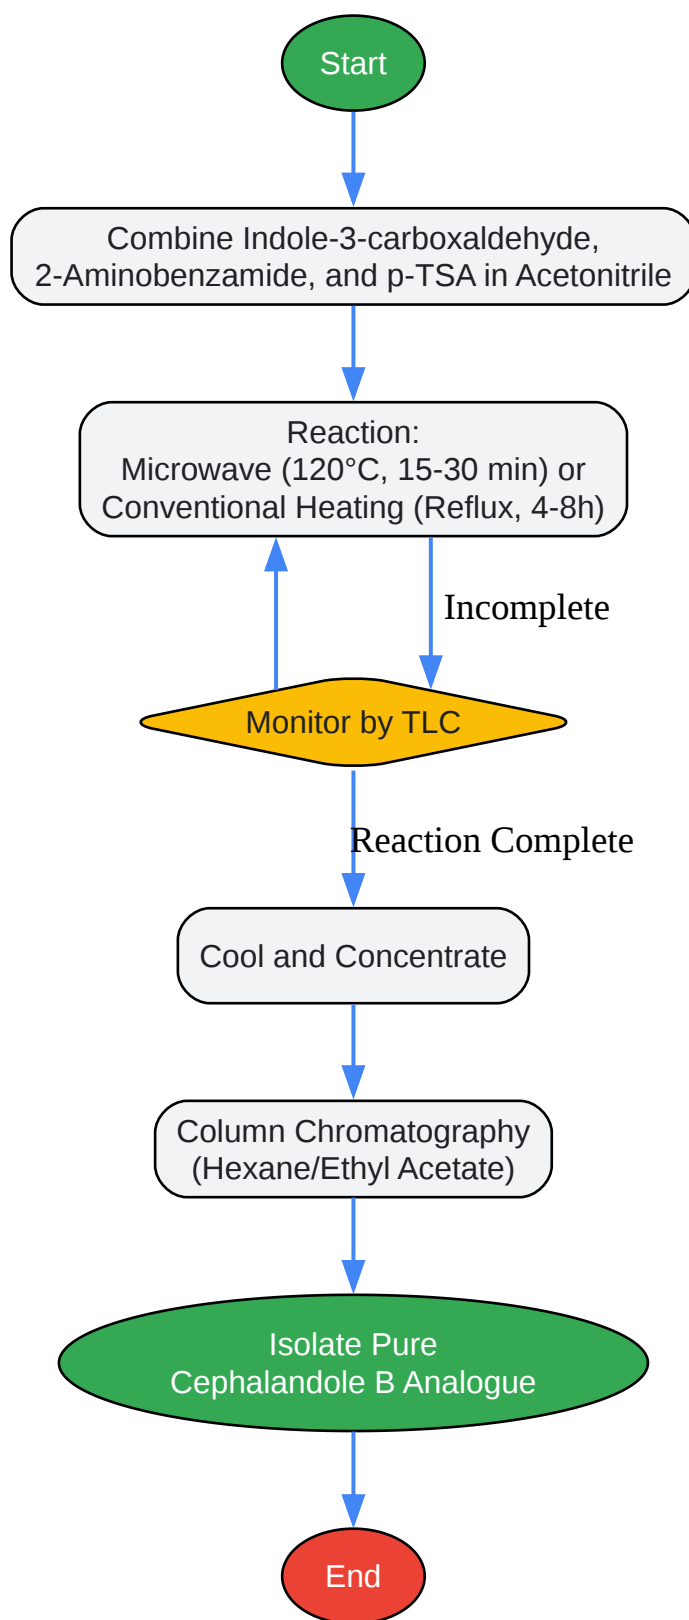 Start
Combine Indole-3-carboxaldehyde,
2-Aminobenzamide, and p-TSA in Acetonitrile
Reaction:
Microwave (120°C, 15-30 min) or
Conventional Heating (Reflux, 4-8h)
Incomplete
Monitor by TLC
Reaction Complete
Cool and Concentrate
Column Chromatography
(Hexane/Ethyl Acetate)
Isolate Pure
Cephalandole B Analogue
End